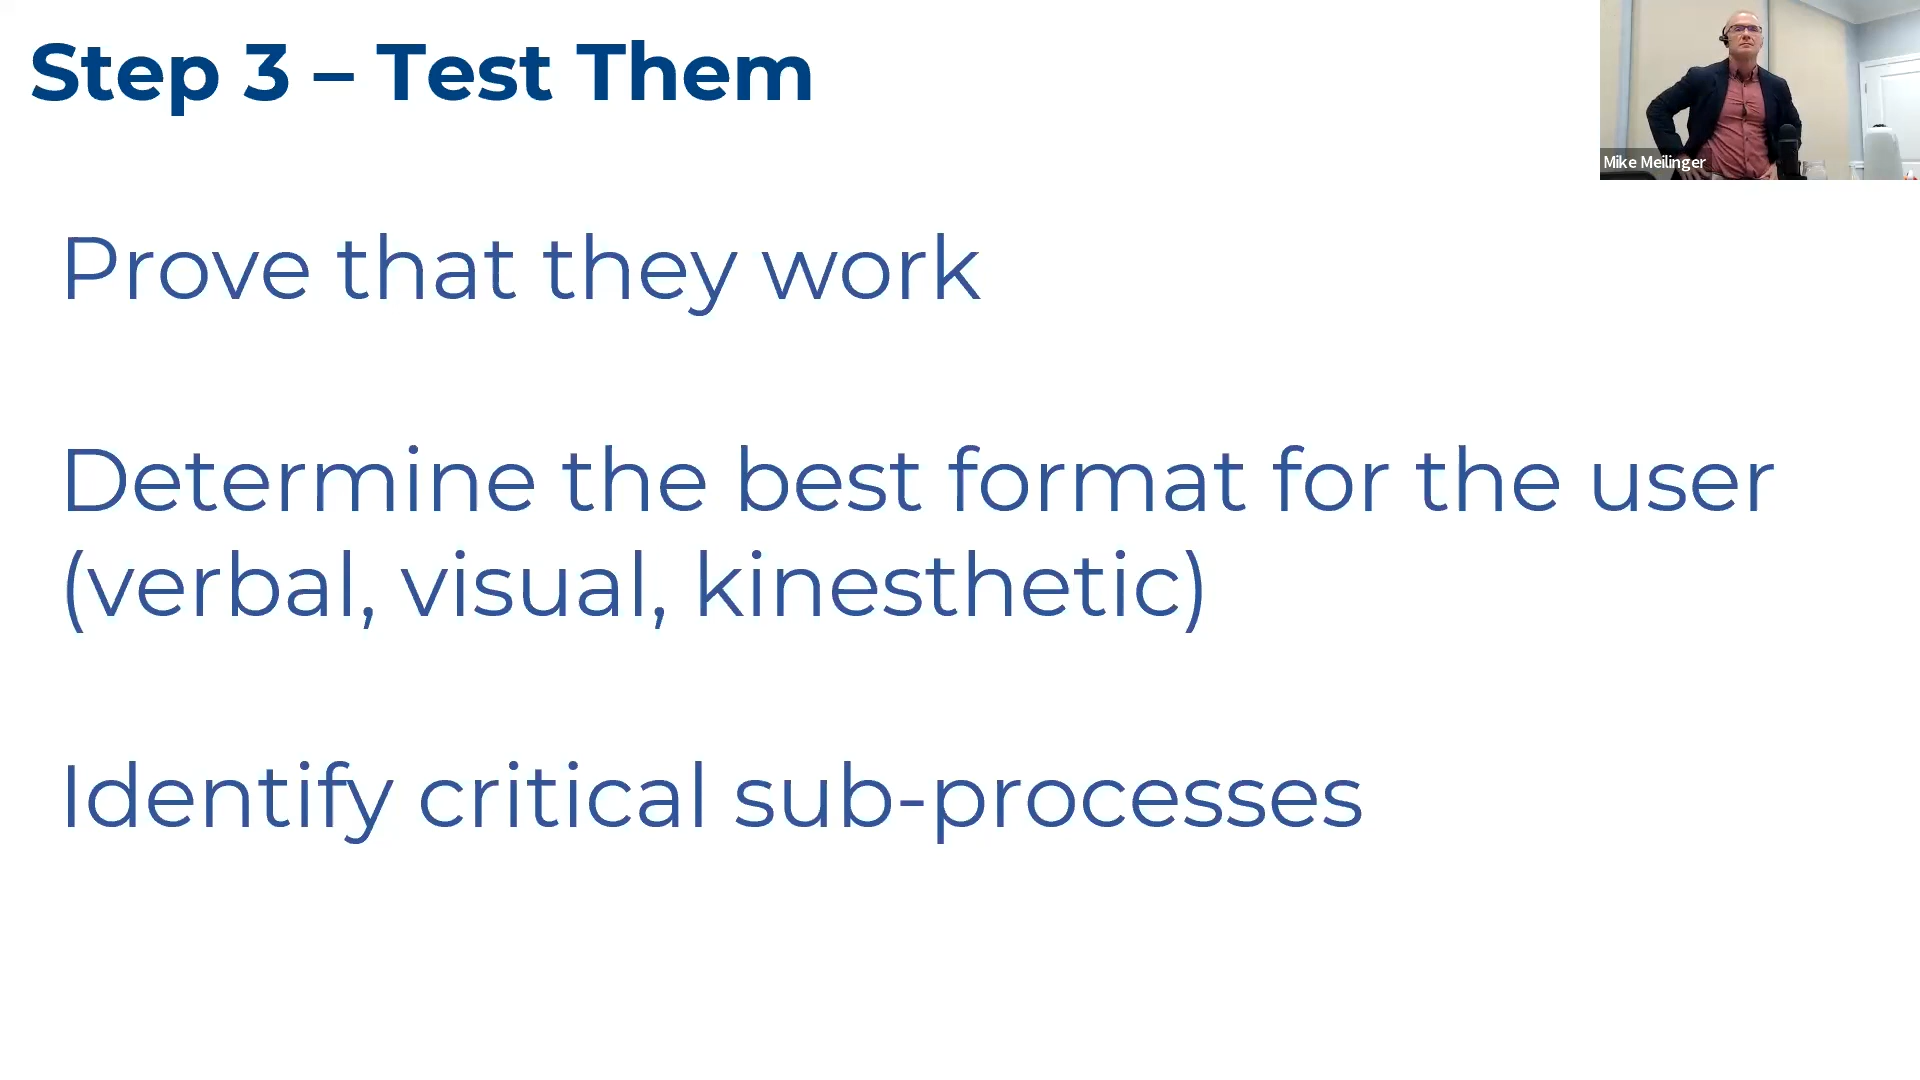 Step 3 – Test Them
Mike Meilinger
Prove that they work
Determine the best format for the user
(verbal, visual, kinesthetic)
Identify critical sub-processes